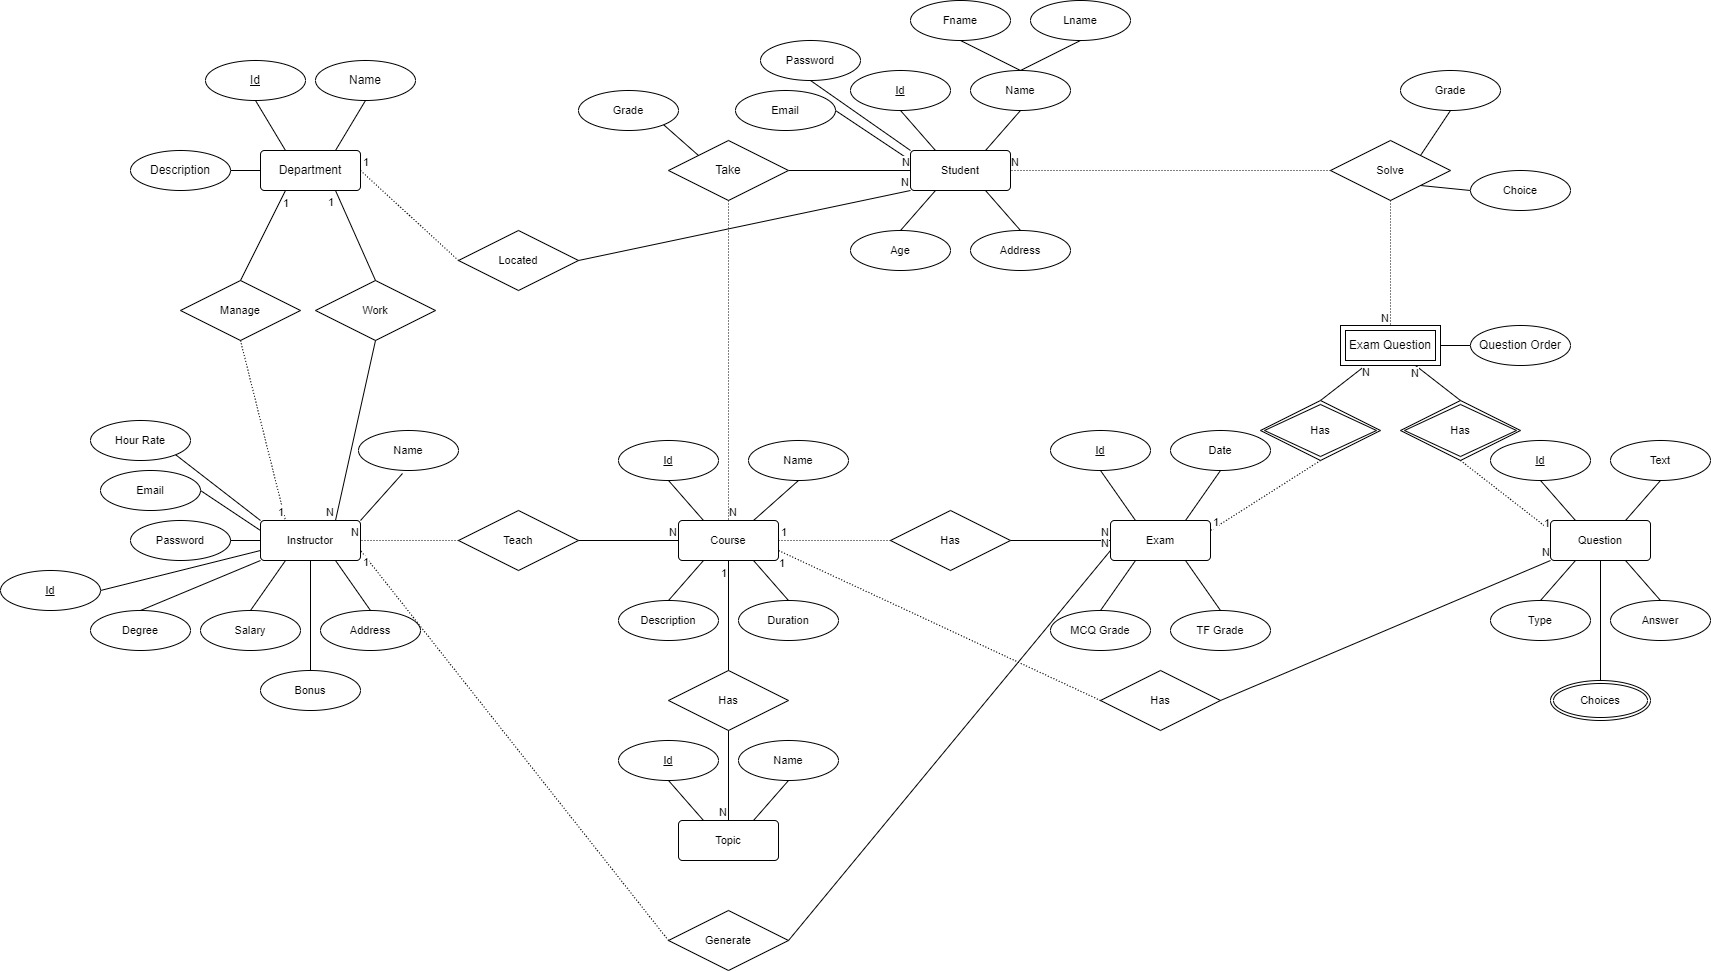 Fname
Lname
Password
Id
Name
Id
Name
Grade
Email
Grade
Department
1
Description
Take
N
Student
N
Solve
N
Choice
1
1
Located
Age
Address
Manage
Work
N
Exam Question
Question Order
N
N
Has
Has
Hour Rate
Name
Id
Name
Id
Date
Id
Text
Email
1
N
N
Password
Instructor
N
Teach
N
Course
1
Has
N
N
Exam
1
1
Question
N
1
1
1
Id
Degree
Salary
Address
Description
Duration
MCQ Grade
TF Grade
Type
Answer
Bonus
Has
Has
Choices
Id
Name
N
Topic
Generate